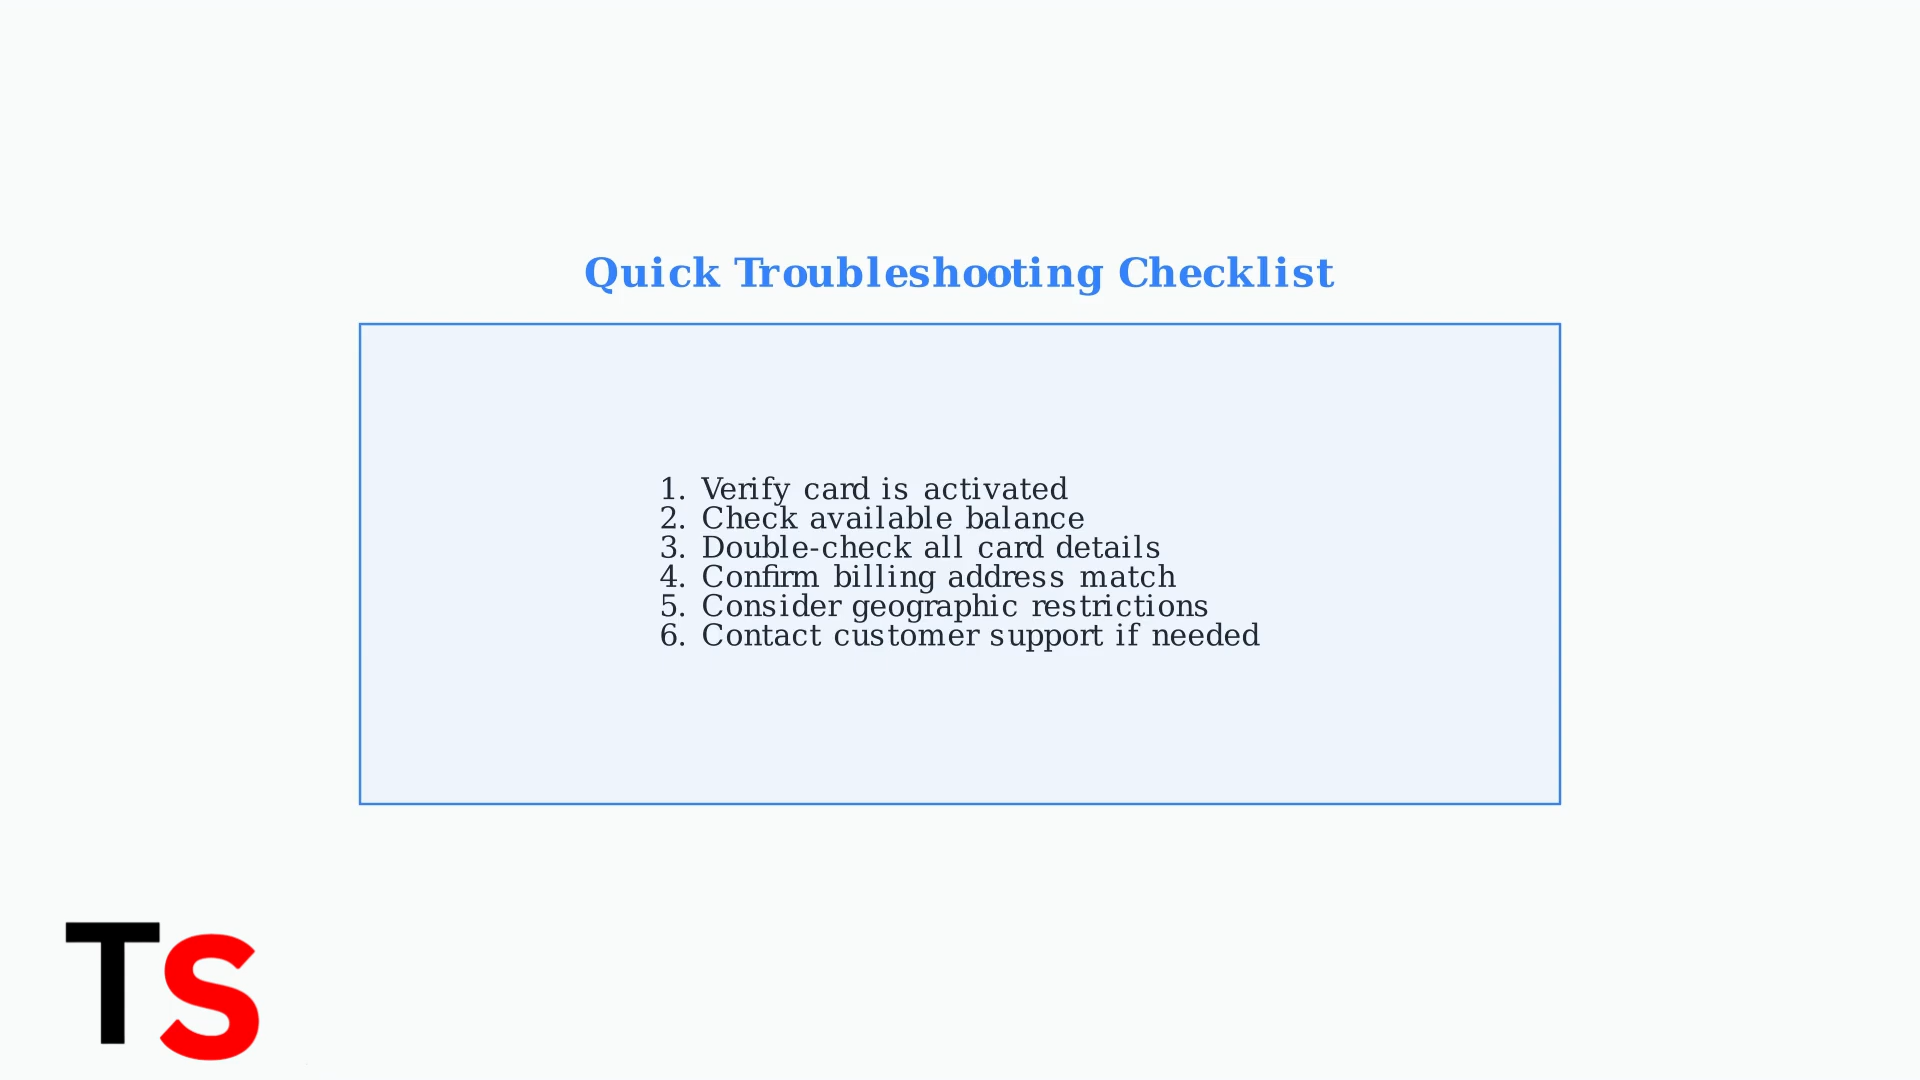 Quick Troubleshooting Checklist
1. Verify card is activated
2. Check available balance
3. Double-check all card details
4. Confirm billing address match
5. Consider geographic restrictions
6. Contact customer support if needed
TS